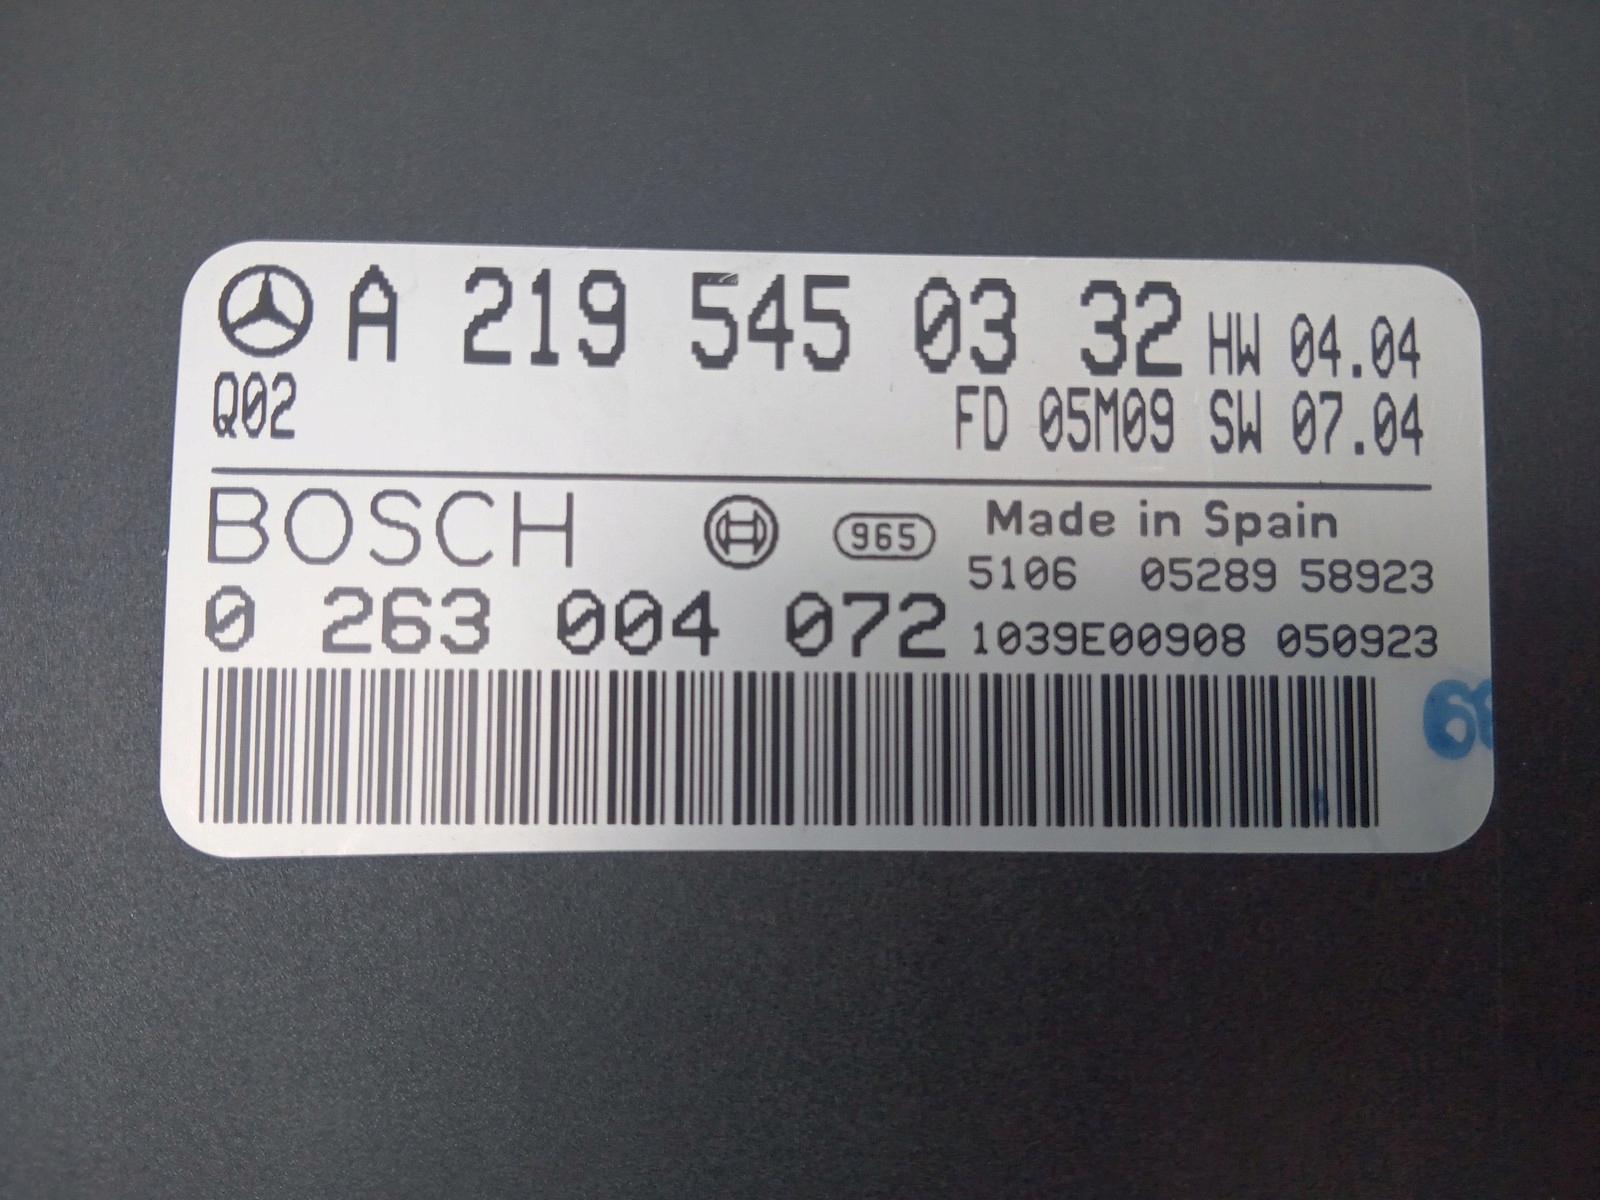 A 219 545 03 32 HW 04.04
Q02 FD 05M09 SW 07.04
BOSCH 965 Made in Spain
5106 05289 58923
0 263 004 072 1039E00908 050923